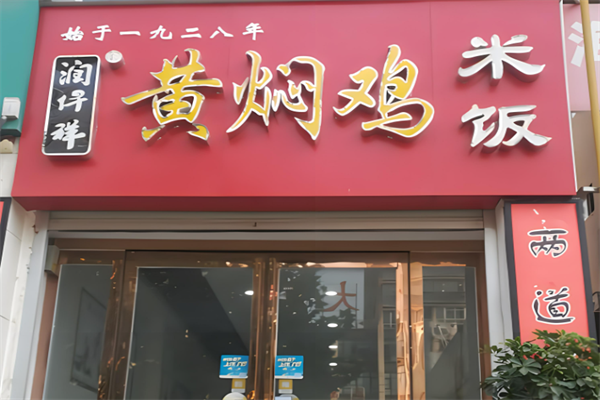 始于一九二八年
润仔祥
黄焖鸡
米饭
两道